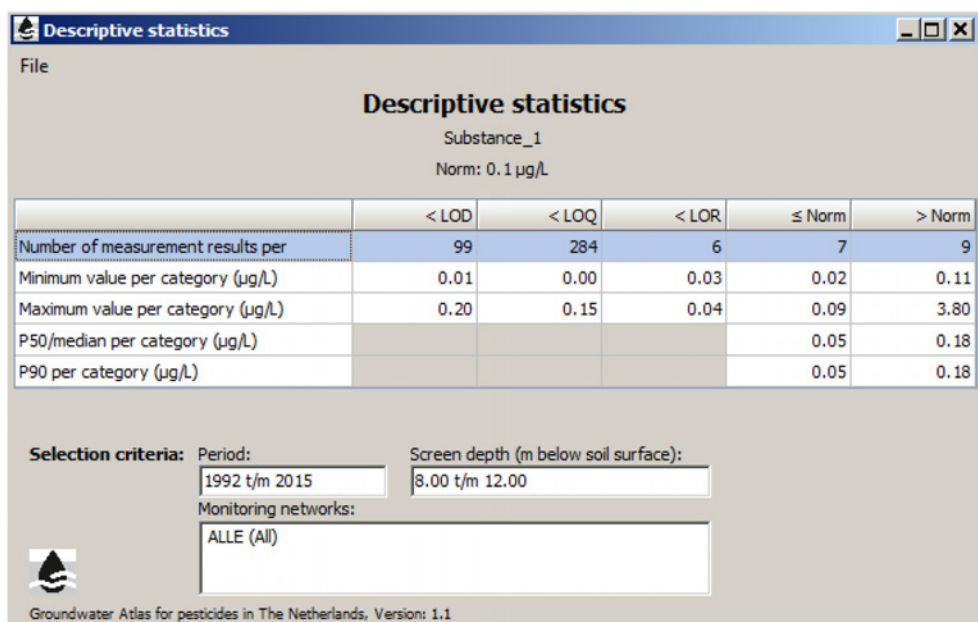 Descriptive statistics
File
Descriptive statistics
Substance_1
Norm: 0.1 µg/L
< LOD < LOQ < LOR ≤ Norm > Norm
Number of measurement results per 99 284 6 7 9
Minimum value per category (µg/L) 0.01 0.00 0.03 0.02 0.11
Maximum value per category (µg/L) 0.20 0.15 0.04 0.09 3.80
P50/median per category (µg/L) 0.05 0.18
P90 per category (µg/L) 0.05 0.18
Selection criteria: Period: Screen depth (m below soil surface):
1992 t/m 2015 8.00 t/m 12.00
Monitoring networks:
ALLE (All)
Groundwater Atlas for pesticides in The Netherlands, Version: 1.1